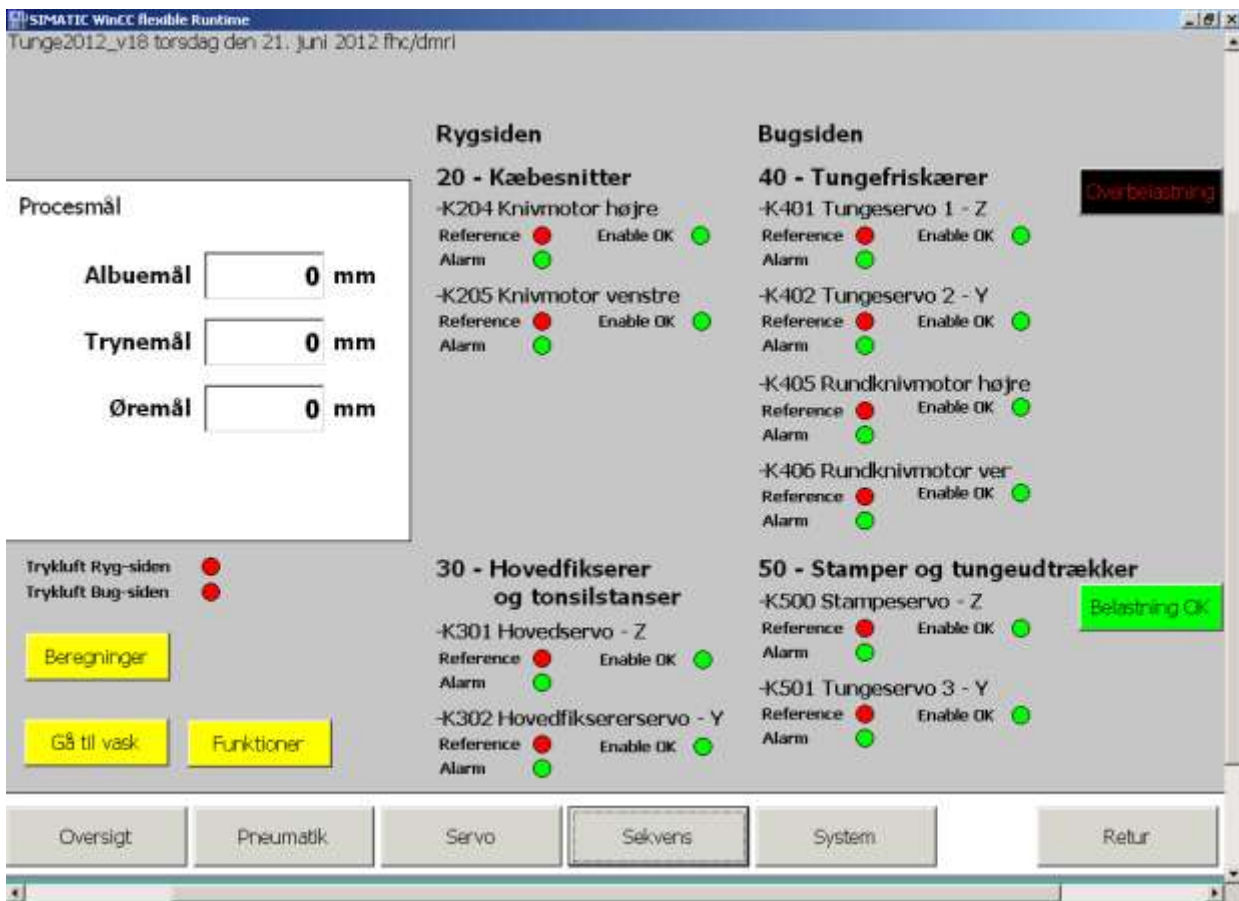 SIMATIC WinCC flexible Runtime
Tunge2012_v18 torsdag den 21. juni 2012 fhc/dmri
Procesmål
Albuemål 0 mm
Trynemål 0 mm
Øremål 0 mm
Trykluft Ryg-siden
Trykluft Bug-siden
Beregninger
Gå til vask
Funktioner
Rygsiden
20 - Kæbesnitter
-K204 Knivmotor højre
Reference Enable OK
Alarm
-K205 Knivmotor venstre
Reference Enable OK
Alarm
30 - Hovedfikserer
og tonsilstanser
-K301 Hovedservo - Z
Reference Enable OK
Alarm
-K302 Hovedfiksererservo - Y
Reference Enable OK
Alarm
Bugsiden
40 - Tungefriskærer
-K401 Tungeservo 1 - Z
Reference Enable OK
Alarm
-K402 Tungeservo 2 - Y
Reference Enable OK
Alarm
-K405 Rundknivmotor højre
Reference Enable OK
Alarm
-K406 Rundknivmotor ver
Reference Enable OK
Alarm
50 - Stamper og tungeudtrækker
-K500 Stampeservo - Z
Reference Enable OK
Alarm
-K501 Tungeservo 3 - Y
Reference Enable OK
Alarm
Overbelastning
Belastning OK
Oversigt
Pneumatik
Servo
Sekvens
System
Retur